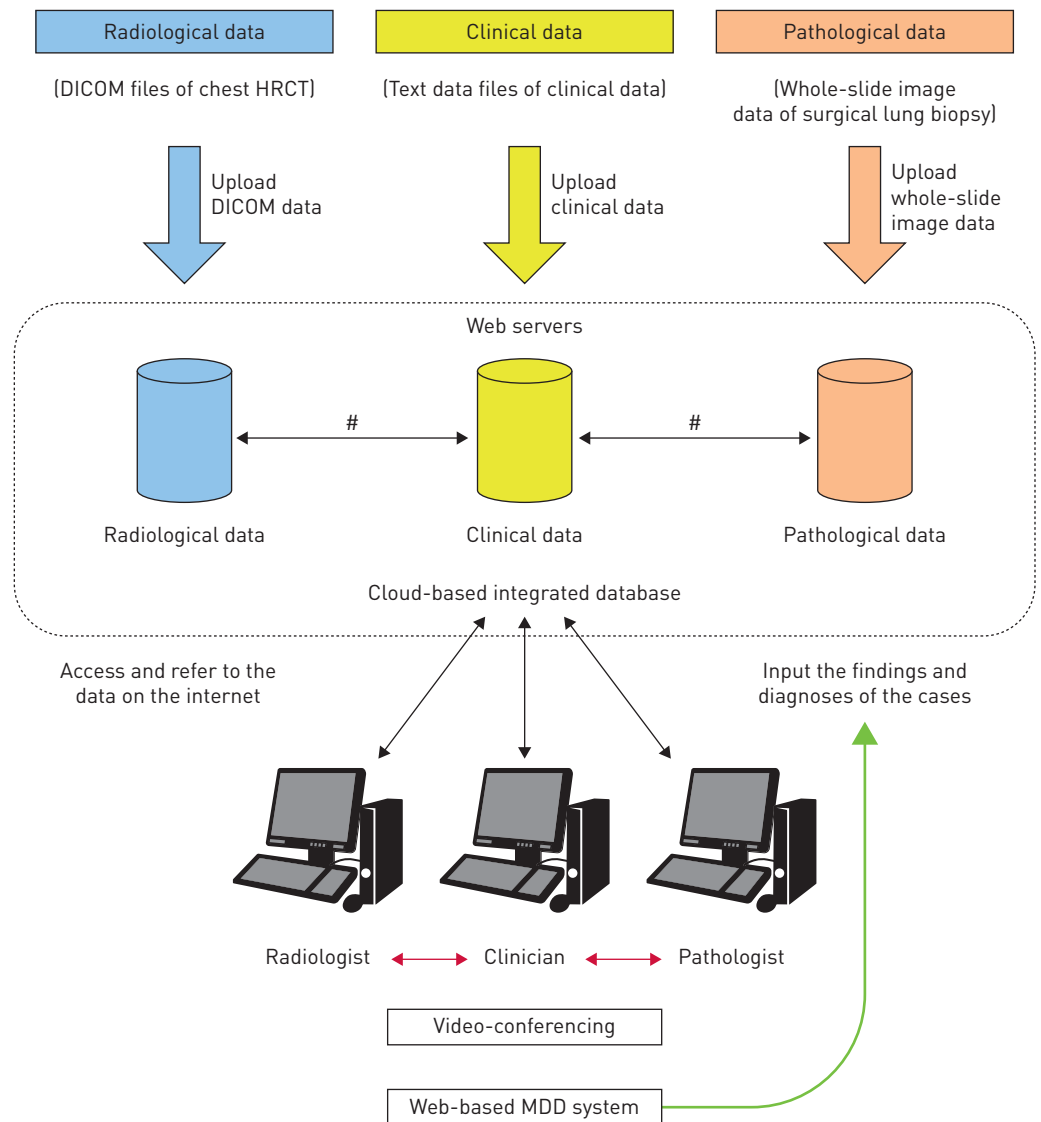 Radiological data
Clinical data
Pathological data
(DICOM files of chest HRCT)
(Text data files of clinical data)
(Whole-slide image
data of surgical lung biopsy)
Upload
DICOM data
Upload
clinical data
Upload
whole-slide
image data
Web servers
#
#
Radiological data
Clinical data
Pathological data
Cloud-based integrated database
Access and refer to the
data on the internet
Input the findings and
diagnoses of the cases
Radiologist
Clinician
Pathologist
Video-conferencing
Web-based MDD system